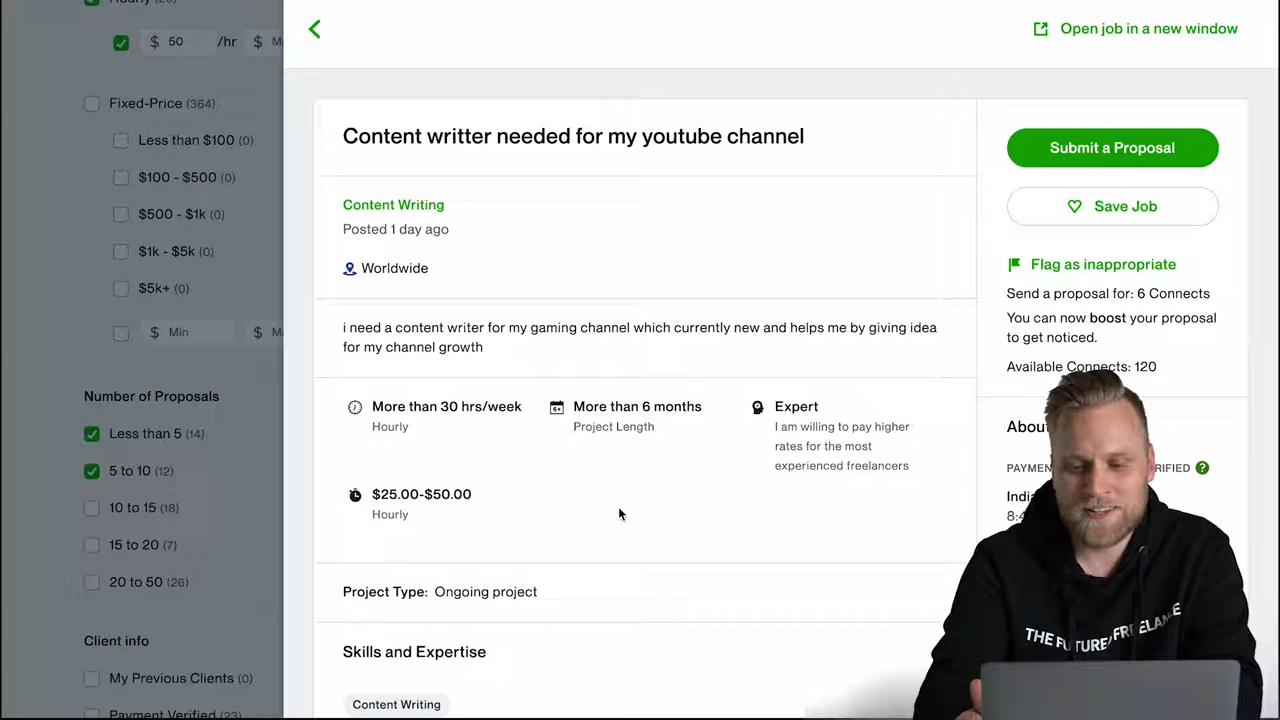 Hourly
$ 50 /hr $
Fixed-Price (364)
Less than $100 (0)
$100 - $500 (0)
$500 - $1k (0)
$1k - $5k (0)
$5k+ (0)
$ Min $
Number of Proposals
Less than 5 (14)
5 to 10 (12)
10 to 15 (18)
15 to 20 (7)
20 to 50 (26)
Client info
My Previous Clients (0)
Payment Verified (23)
Open job in a new window
Content writter needed for my youtube channel
Content Writing
Posted 1 day ago
Worldwide
i need a content writer for my gaming channel which currently new and helps me by giving idea
for my channel growth
More than 30 hrs/week
Hourly
More than 6 months
Project Length
Expert
I am willing to pay higher
rates for the most
experienced freelancers
$25.00-$50.00
Hourly
Project Type: Ongoing project
Skills and Expertise
Content Writing
Submit a Proposal
Save Job
Flag as inappropriate
Send a proposal for: 6 Connects
You can now boost your proposal
to get noticed.
Available Connects: 120
THE FUTURE FREELANCE